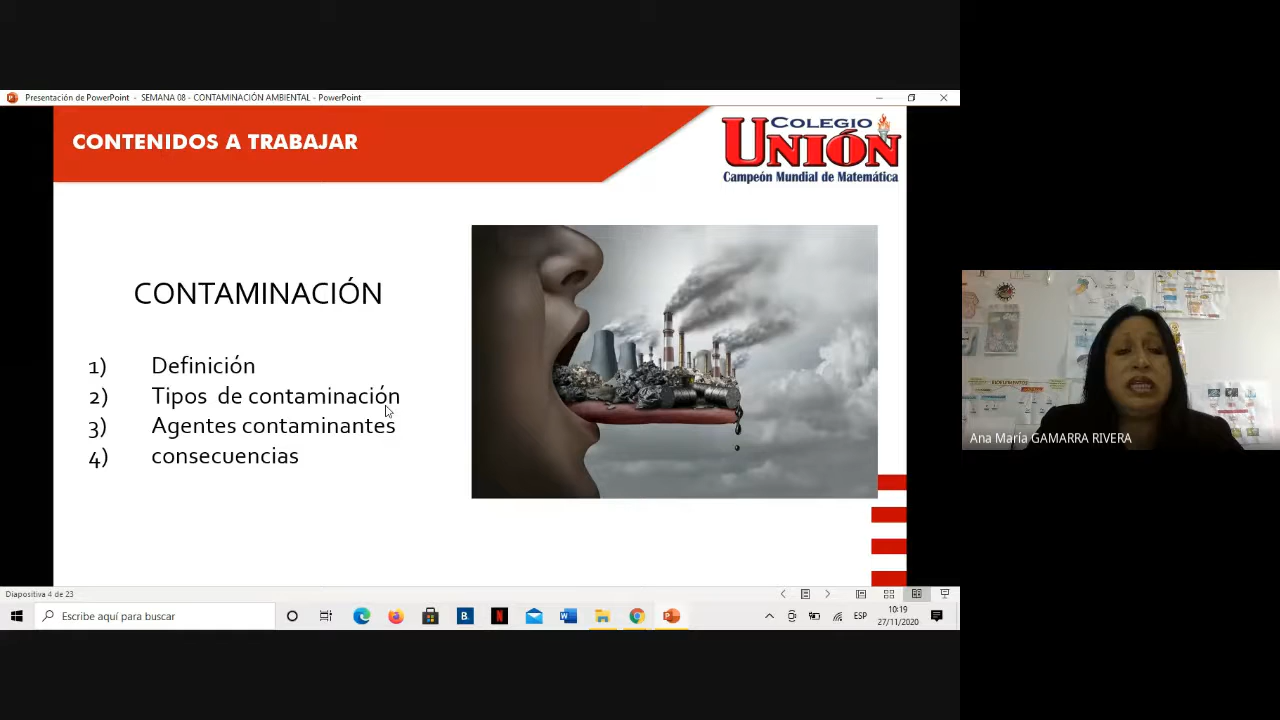 Presentación de PowerPoint - SEMANA 08 - CONTAMINACIÓN AMBIENTAL - PowerPoint
CONTENIDOS A TRABAJAR
COLEGIO
UNIÓN
Campeón Mundial de Matemática
CONTAMINACIÓN
1) Definición
2) Tipos de contaminación
3) Agentes contaminantes
4) consecuencias
BIOELEMENTOS
Ana María GAMARRA RIVERA
Diapositiva 4 de 23
Escribe aquí para buscar
B.
N
ESP
10:19
27/11/2020